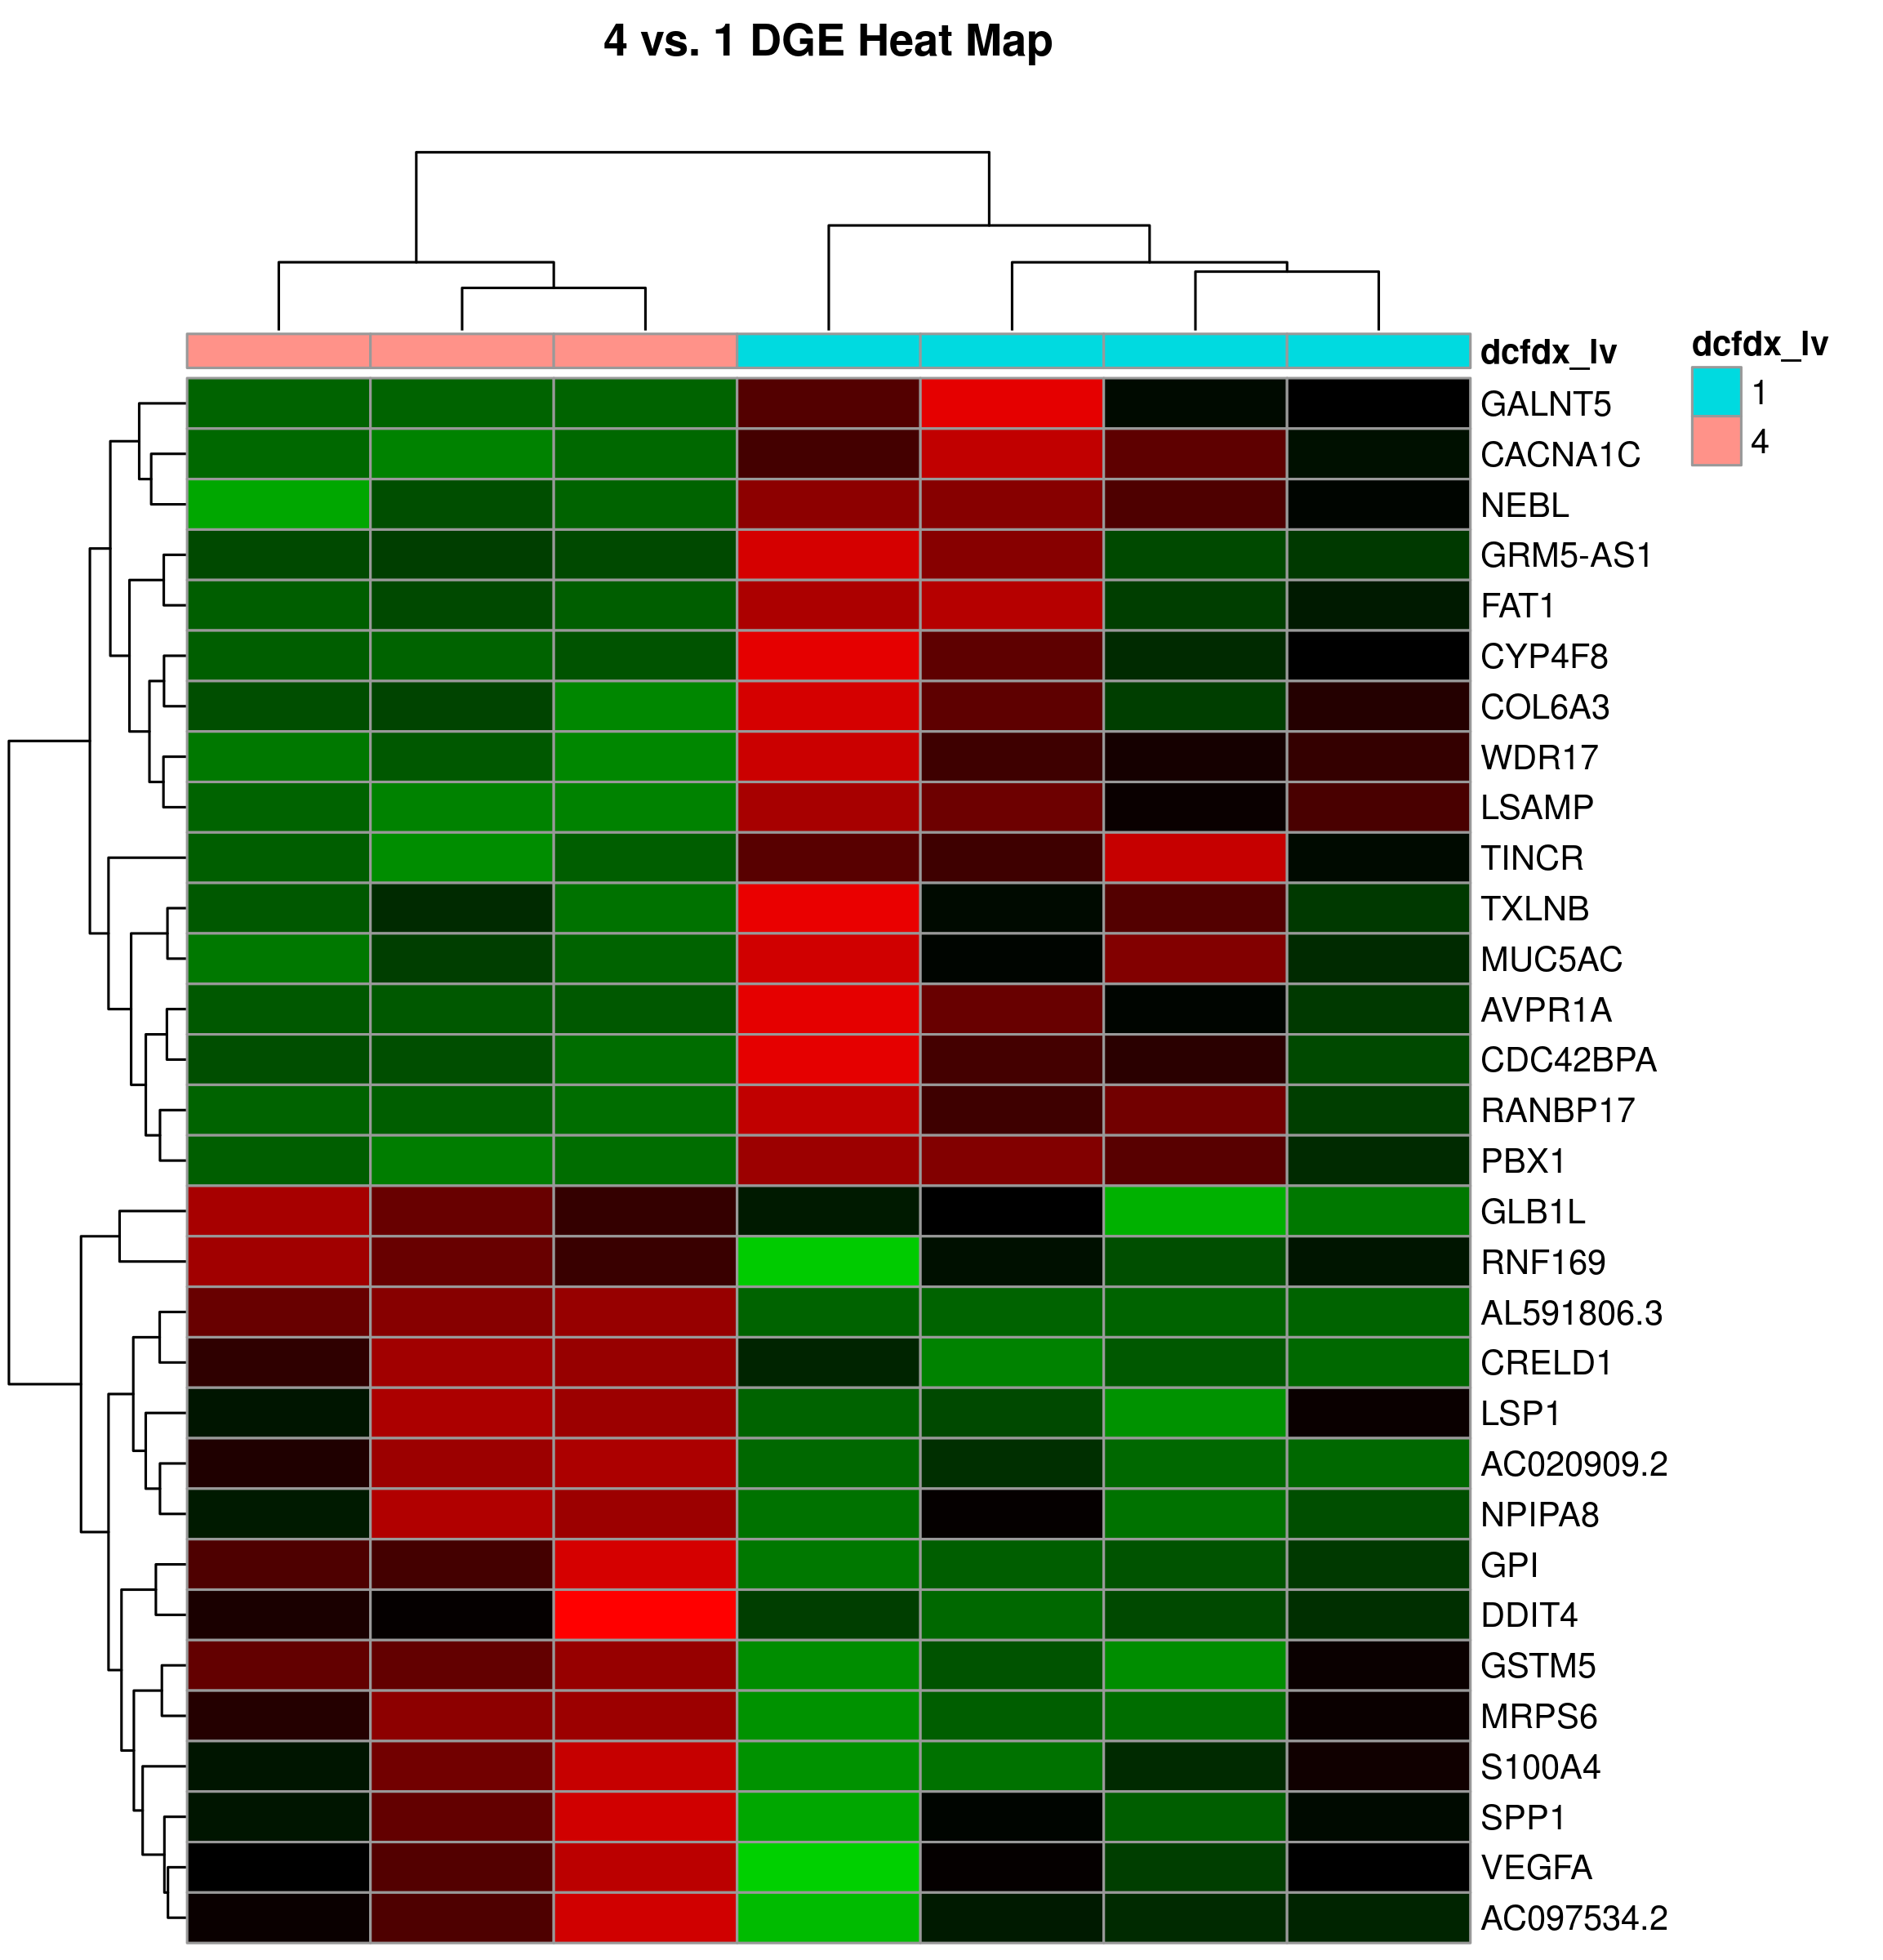 4 vs. 1 DGE Heat Map
dcfdx_lv
dcfdx_lv
1
4
GALNT5
CACNA1C
NEBL
GRM5-AS1
FAT1
CYP4F8
COL6A3
WDR17
LSAMP
TINCR
TXLNB
MUC5AC
AVPR1A
CDC42BPA
RANBP17
PBX1
GLB1L
RNF169
AL591806.3
CRELD1
LSP1
AC020909.2
NPIPA8
GPI
DDIT4
GSTM5
MRPS6
S100A4
SPP1
VEGFA
AC097534.2